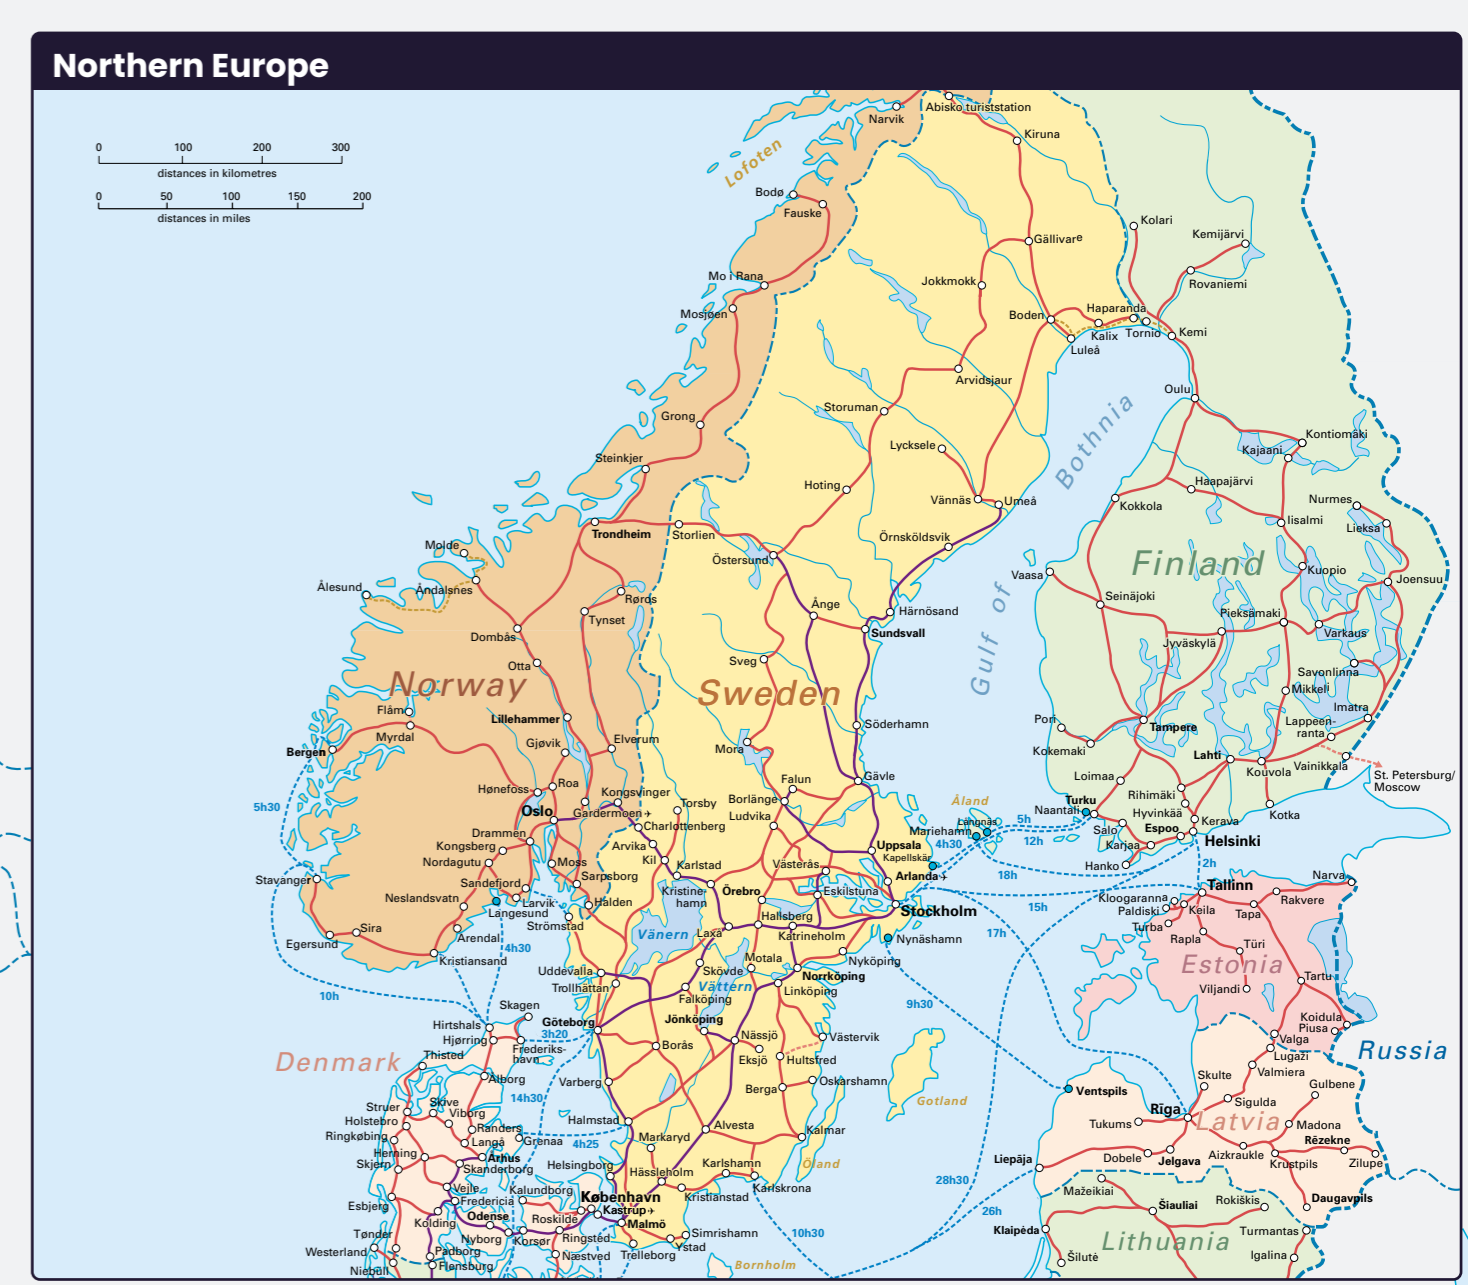 Northern Europe
0 100 200 300
distances in kilometres
0 50 100 150 200
distances in miles
Narvik
Abisko turiststation
Kiruna
Lofoten
Bodø
Fauske
Kolari
Kemijärvi
Gällivare
Mo i Rana
Jokkmokk
Rovaniemi
Mosjøen
Boden
Haparanda
Kalix
Tornio
Kemi
Luleå
Arvidsjaur
Oulu
Storuman
Grong
Bothnia
Kontiomäki
Kajaani
Lycksele
Steinkjer
Hoting
Haapajärvi
Vännäs
Umeå
Kokkola
Nurmes
Iisalmi
Lieksa
Trondheim
Storlien
Örnsköldsvik
Molde
Östersund
Finland
Vaasa
Kuopio
Joensuu
Ålesund
Åndalsnes
Røros
Seinäjoki
Ånge
Härnösand
Gulf of
Pieksämaki
Tynset
Sundsvall
Varkaus
Dombås
Jyväskylä
Otta
Sveg
Savonlinna
Norway
Sweden
Mikkeli
Flåm
Imatra
Lillehammer
Söderhamn
Pori
Tampere
Lappeen-
ranta
Myrdal
Gjøvik
Elverum
Mora
Kokemaki
Lahti
Bergen
Vainikkala
Kouvola
St. Petersburg/
Moscow
Hønefoss
Roa
Falun
Gävle
Loimaa
Kongsvinger
Torsby
Borlänge
Åland
Rihimäki
5h30
Oslo
Gardermoen
Ludvika
Turku
Naantali
Hyvinkää
Kotka
Charlottenberg
Långnäs
5h
Kerava
Drammen
Mariehamn
Salo
Espoo
Kongsberg
Arvika
Uppsala
4h30
12h
Karjaa
Helsinki
Nordagutu
Moss
Kil
Karlstad
Västerås
Kapellskär
Hanko
2h
Stavanger
Sandefjord
Sarpsborg
Arlanda
18h
Narva
Neslandsvatn
Larvik
Halden
Kristine-
hamn
Örebro
Eskilstuna
Tallinn
Rakvere
Langesund
Strömstad
Stockholm
15h
Kloogaranna
Paldiski
Keila
Tapa
Sira
Arendal
Vänern
Laxå
Hallsberg
Katrineholm
Nynäshamn
17h
Turba
Egersund
4h30
Rapla
Türi
Kristiansand
Skövde
Motala
Nyköping
Estonia
Uddevalla
Vättern
Norrköping
Tartu
Trollhättan
Linköping
Viljandi
10h
Falköping
9h30
Skagen
Göteborg
Jönköping
Koidula
Piusa
Hirtshals
3h20
Nässjö
Västervik
Valga
Hjørring
Frederiks-
havn
Borås
Eksjö
Hultsfred
Lugaži
Russia
Denmark
Thisted
Valmiera
Ålborg
Varberg
Berga
Oskarshamn
Skulte
Gulbene
14h30
Gotland
Ventspils
Struer
Skive
Sigulda
Holstebro
Viborg
Riga
Latvia
Ringkøbing
Randers
Halmstad
Alvesta
Tukums
Madona
Langå
Grenaa
4h25
Markaryd
Kalmar
Rēzekne
Herning
Århus
Aizkraukle
Skjern
Skanderborg
Helsingborg
Hässleholm
Karlshamn
Öland
Liepāja
Dobele
Jelgava
Krustpils
Zilupe
Vejle
Kalundborg
København
Kristianstad
Karlskrona
28h30
Mažeikiai
Fredericia
Esbjerg
Kastrup
Šiauliai
Rokiškis
Daugavpils
Kolding
Odense
Roskilde
Malmö
26h
Tønder
Nyborg
Korsør
Ringsted
Simrishamn
10h30
Klaipėda
Turmantas
Westerland
Padborg
Næstved
Trelleborg
Ystad
Lithuania
Niebüll
Flensburg
Bornholm
Šilutė
Igalina